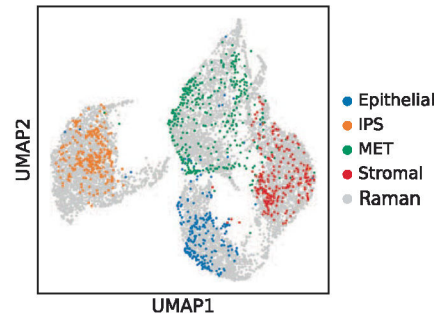 UMAP2
UMAP1
Epithelial
IPS
MET
Stromal
Raman